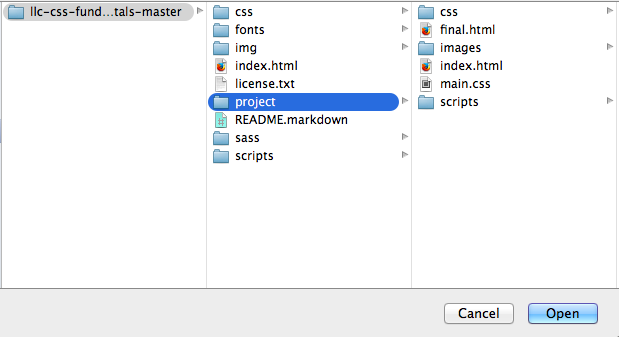 llc-css-fund...tals-master
css
fonts
img
index.html
license.txt
project
README.markdown
sass
scripts
css
final.html
images
index.html
main.css
scripts
Cancel
Open